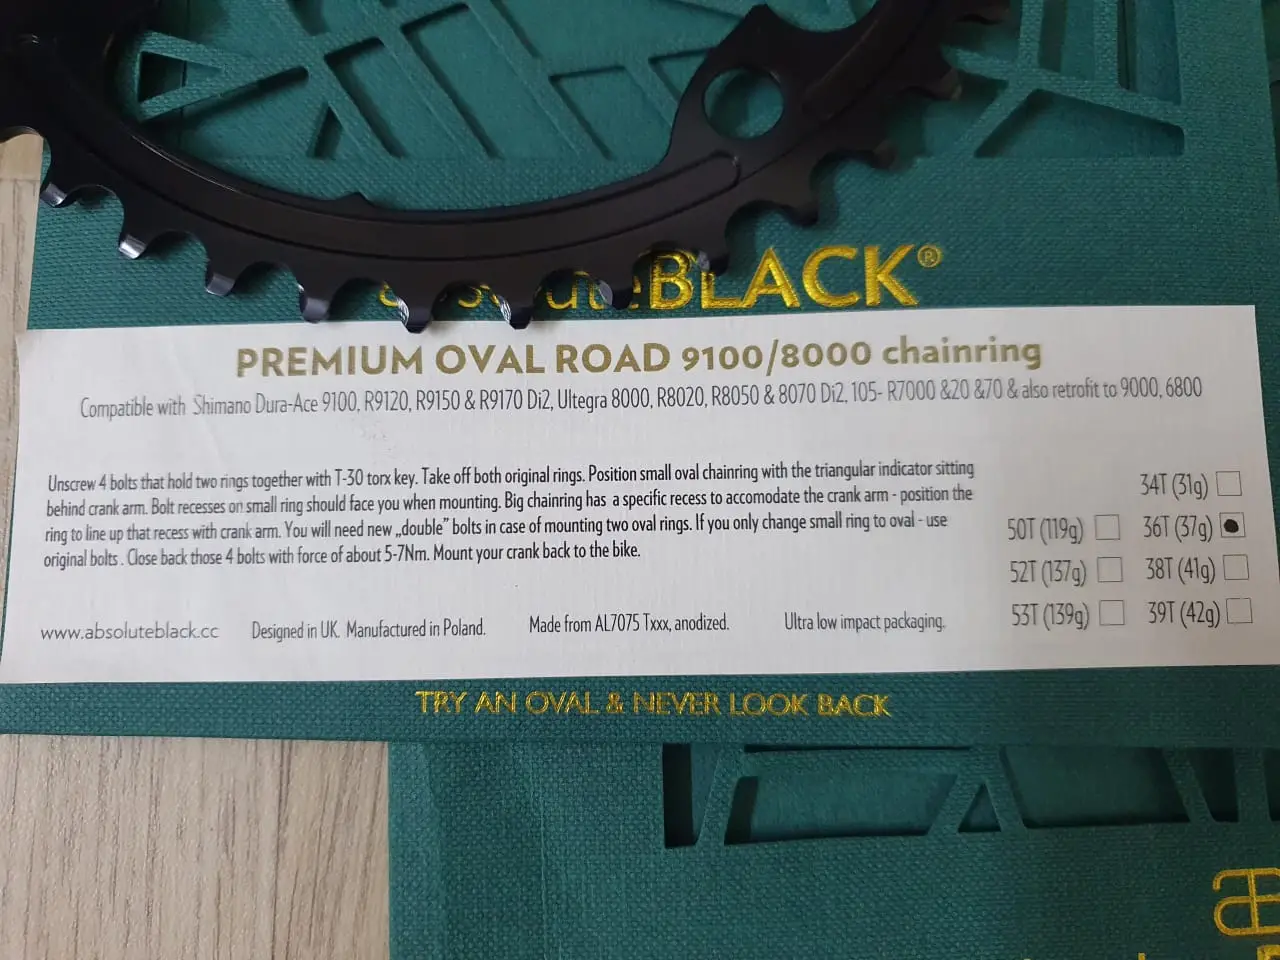 absoluteBLACK®
PREMIUM OVAL ROAD 9100/8000 chainring
Compatible with Shimano Dura-Ace 9100, R9120, R9150 & R9170 Di2, Ultegra 8000, R8020, R8050 & 8070 Di2, 105- R7000 &20 &70 & also retrofit to 9000, 6800
Unscrew 4 bolts that hold two rings together with T-30 torx key. Take off both original rings. Position small oval chainring with the triangular indicator sitting
behind crank arm. Bolt recesses on small ring should face you when mounting. Big chainring has a specific recess to accomodate the crank arm - position the
ring to line up that recess with crank arm. You will need new „double" bolts in case of mounting two oval rings. If you only change small ring to oval - use
original bolts . Close back those 4 bolts with force of about 5-7Nm. Mount your crank back to the bike.
34T (31g)
50T (119g) 36T (37g)
52T (137g) 38T (41g)
53T (139g) 39T (42g)
www.absoluteblack.cc Designed in UK. Manufactured in Poland. Made from AL7075 Txxx, anodized. Ultra low impact packaging.
TRY AN OVAL & NEVER LOOK BACK